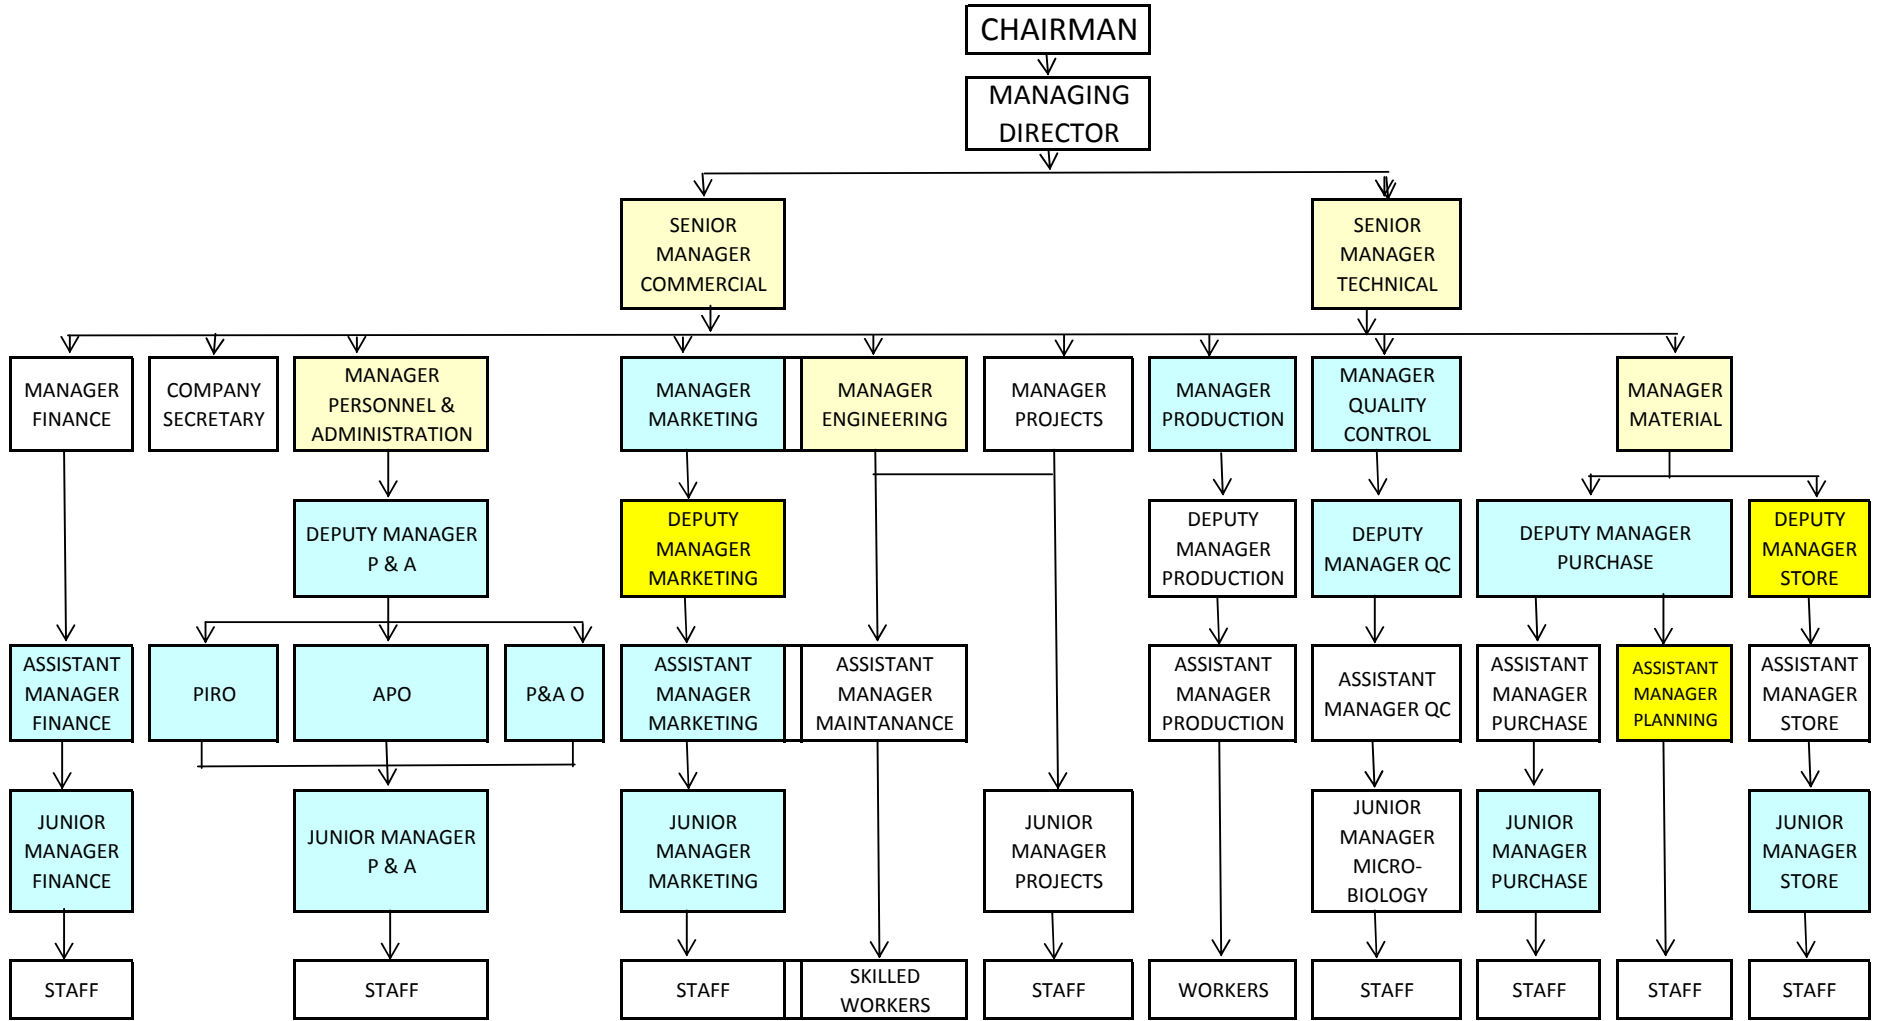 CHAIRMAN
MANAGING
DIRECTOR
SENIOR
MANAGER
COMMERCIAL
SENIOR
MANAGER
TECHNICAL
MANAGER
FINANCE
COMPANY
SECRETARY
MANAGER
PERSONNEL &
ADMINISTRATION
MANAGER
MARKETING
MANAGER
ENGINEERING
MANAGER
PROJECTS
MANAGER
PRODUCTION
MANAGER
QUALITY
CONTROL
MANAGER
MATERIAL
DEPUTY MANAGER
P & A
DEPUTY
MANAGER
MARKETING
DEPUTY
MANAGER
PRODUCTION
DEPUTY
MANAGER QC
DEPUTY MANAGER
PURCHASE
DEPUTY
MANAGER
STORE
ASSISTANT
MANAGER
FINANCE
PIRO
APO
P&A O
ASSISTANT
MANAGER
MARKETING
ASSISTANT
MANAGER
MAINTANANCE
ASSISTANT
MANAGER
PRODUCTION
ASSISTANT
MANAGER QC
ASSISTANT
MANAGER
PURCHASE
ASSISTANT
MANAGER
PLANNING
ASSISTANT
MANAGER
STORE
JUNIOR
MANAGER
FINANCE
JUNIOR MANAGER
P & A
JUNIOR
MANAGER
MARKETING
JUNIOR
MANAGER
PROJECTS
JUNIOR
MANAGER
MICRO-
BIOLOGY
JUNIOR
MANAGER
PURCHASE
JUNIOR
MANAGER
STORE
STAFF
STAFF
STAFF
SKILLED
WORKERS
STAFF
WORKERS
STAFF
STAFF
STAFF
STAFF